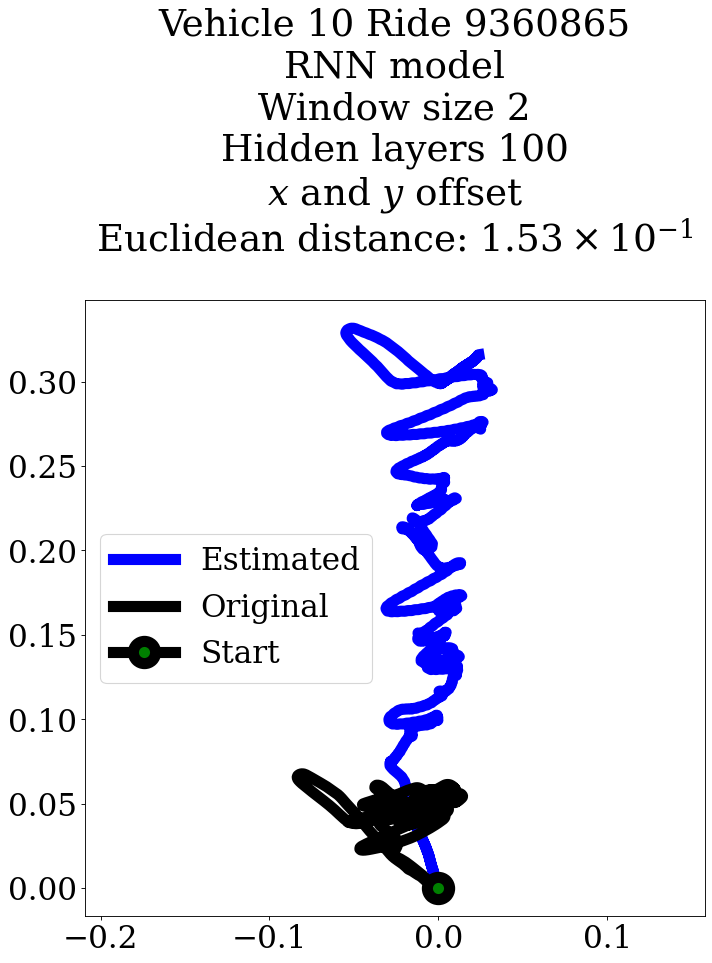 Vehicle 10 Ride 9360865
RNN model
Window size 2
Hidden layers 100
x and y offset
Euclidean distance: 1.53 × 10⁻¹
0.30
0.25
0.20
0.15
0.10
0.05
0.00
Estimated
Original
Start
−0.2 −0.1 0.0 0.1